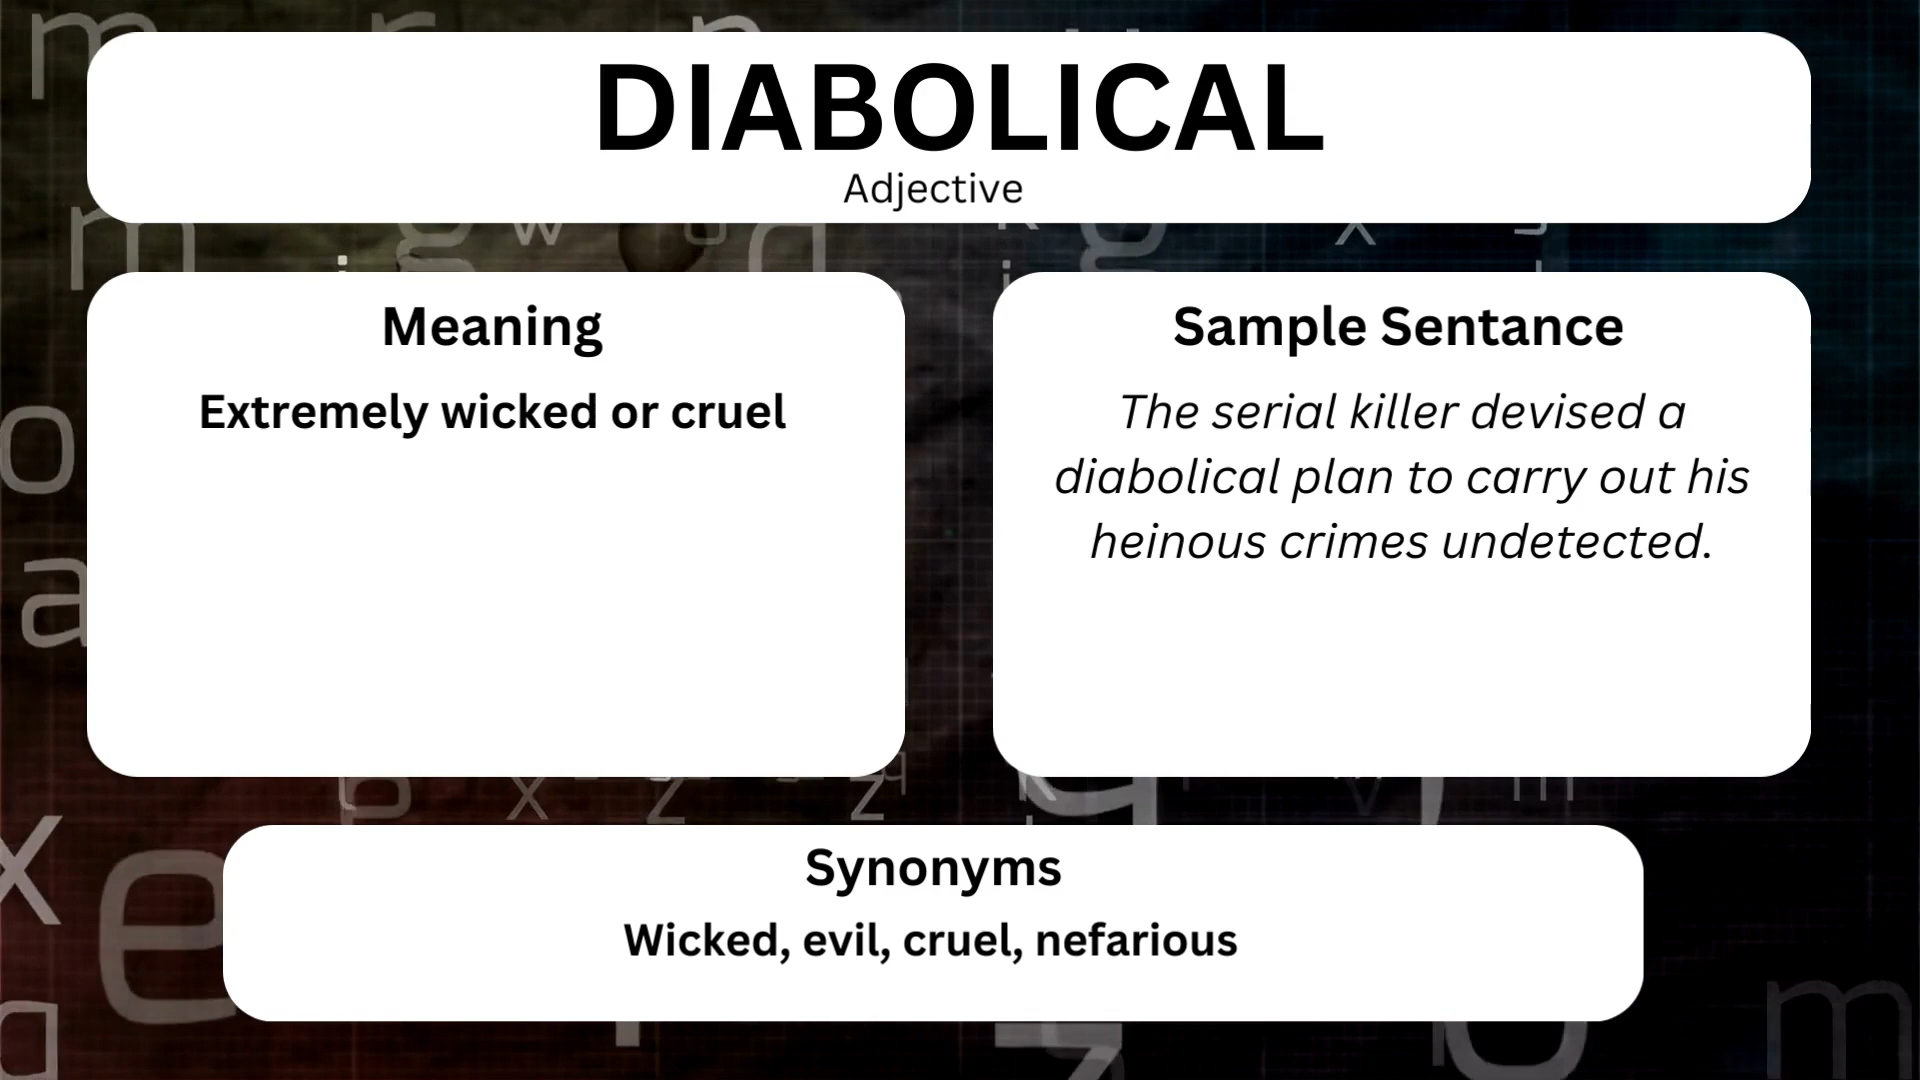 DIABOLICAL
Adjective
Meaning
Extremely wicked or cruel
Sample Sentance
The serial killer devised a
diabolical plan to carry out his
heinous crimes undetected.
Synonyms
Wicked, evil, cruel, nefarious